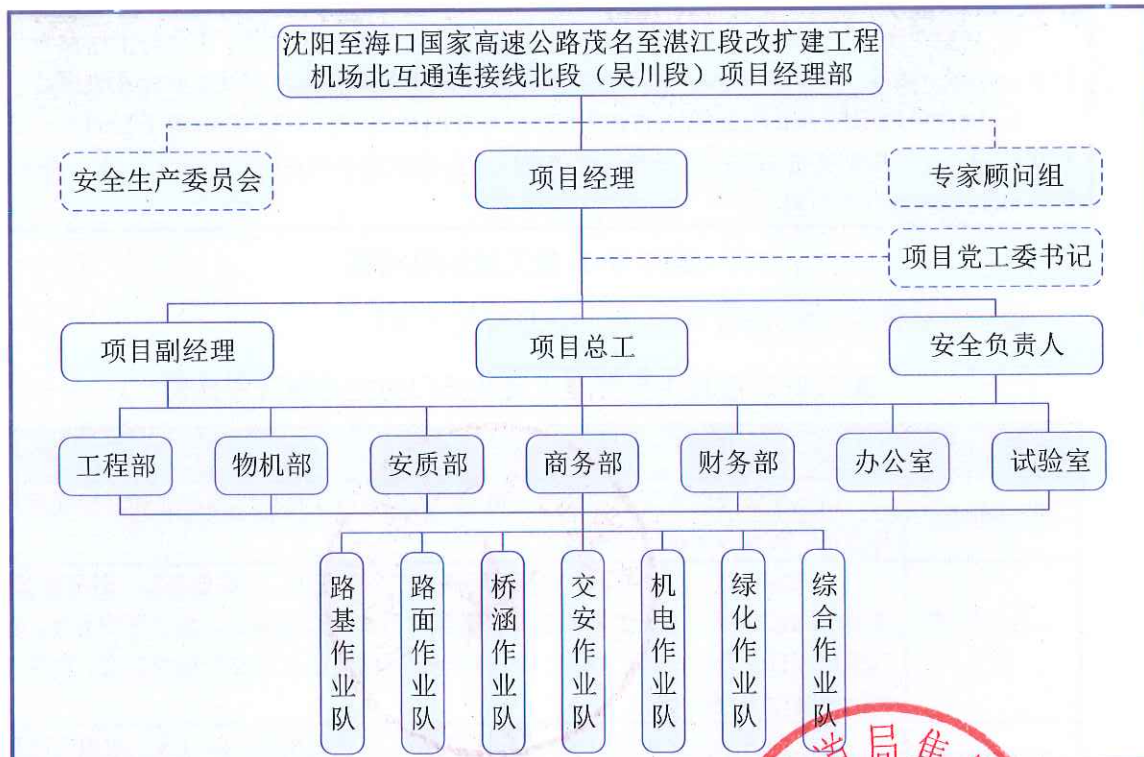 沈阳至海口国家高速公路茂名至湛江段改扩建工程
机场北互通连接线北段（吴川段）项目经理部
安全生产委员会
项目经理
专家顾问组
项目党工委书记
项目副经理
项目总工
安全负责人
工程部
物机部
安质部
商务部
财务部
办公室
试验室
路基作业队
路面作业队
桥涵作业队
交安作业队
机电作业队
绿化作业队
综合作业队
局集